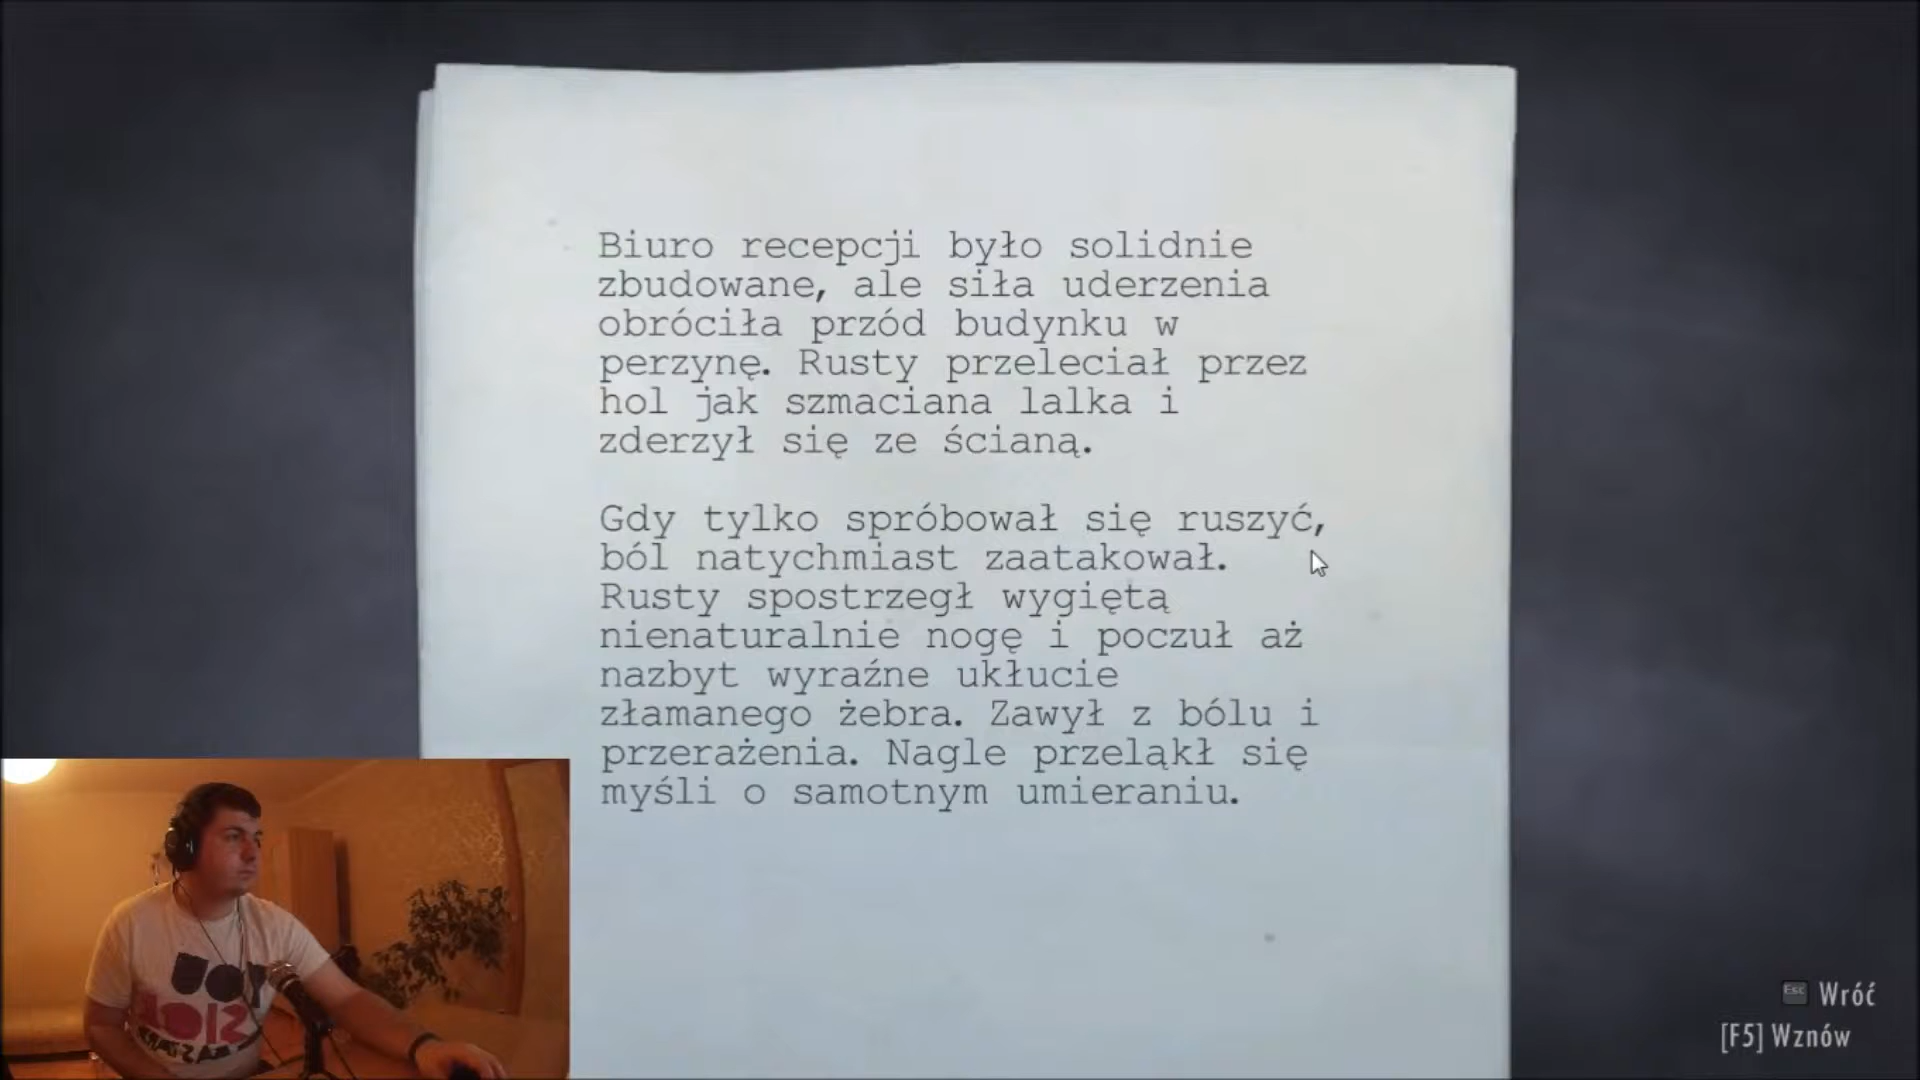 Biuro recepcji było solidnie
zbudowane, ale siła uderzenia
obróciła przód budynku w
perzynę. Rusty przeleciał przez
hol jak szmaciana lalka i
zderzył się ze ścianą.
Gdy tylko spróbował się ruszyć,
ból natychmiast zaatakował.
Rusty spostrzegł wygiętą
nienaturalnie nogę i poczuł aż
nazbyt wyraźne ukłucie
złamanego żebra. Zawył z bólu i
przerażenia. Nagle przeląkł się
myśli o samotnym umieraniu.
Esc Wróć
[F5] Wznów